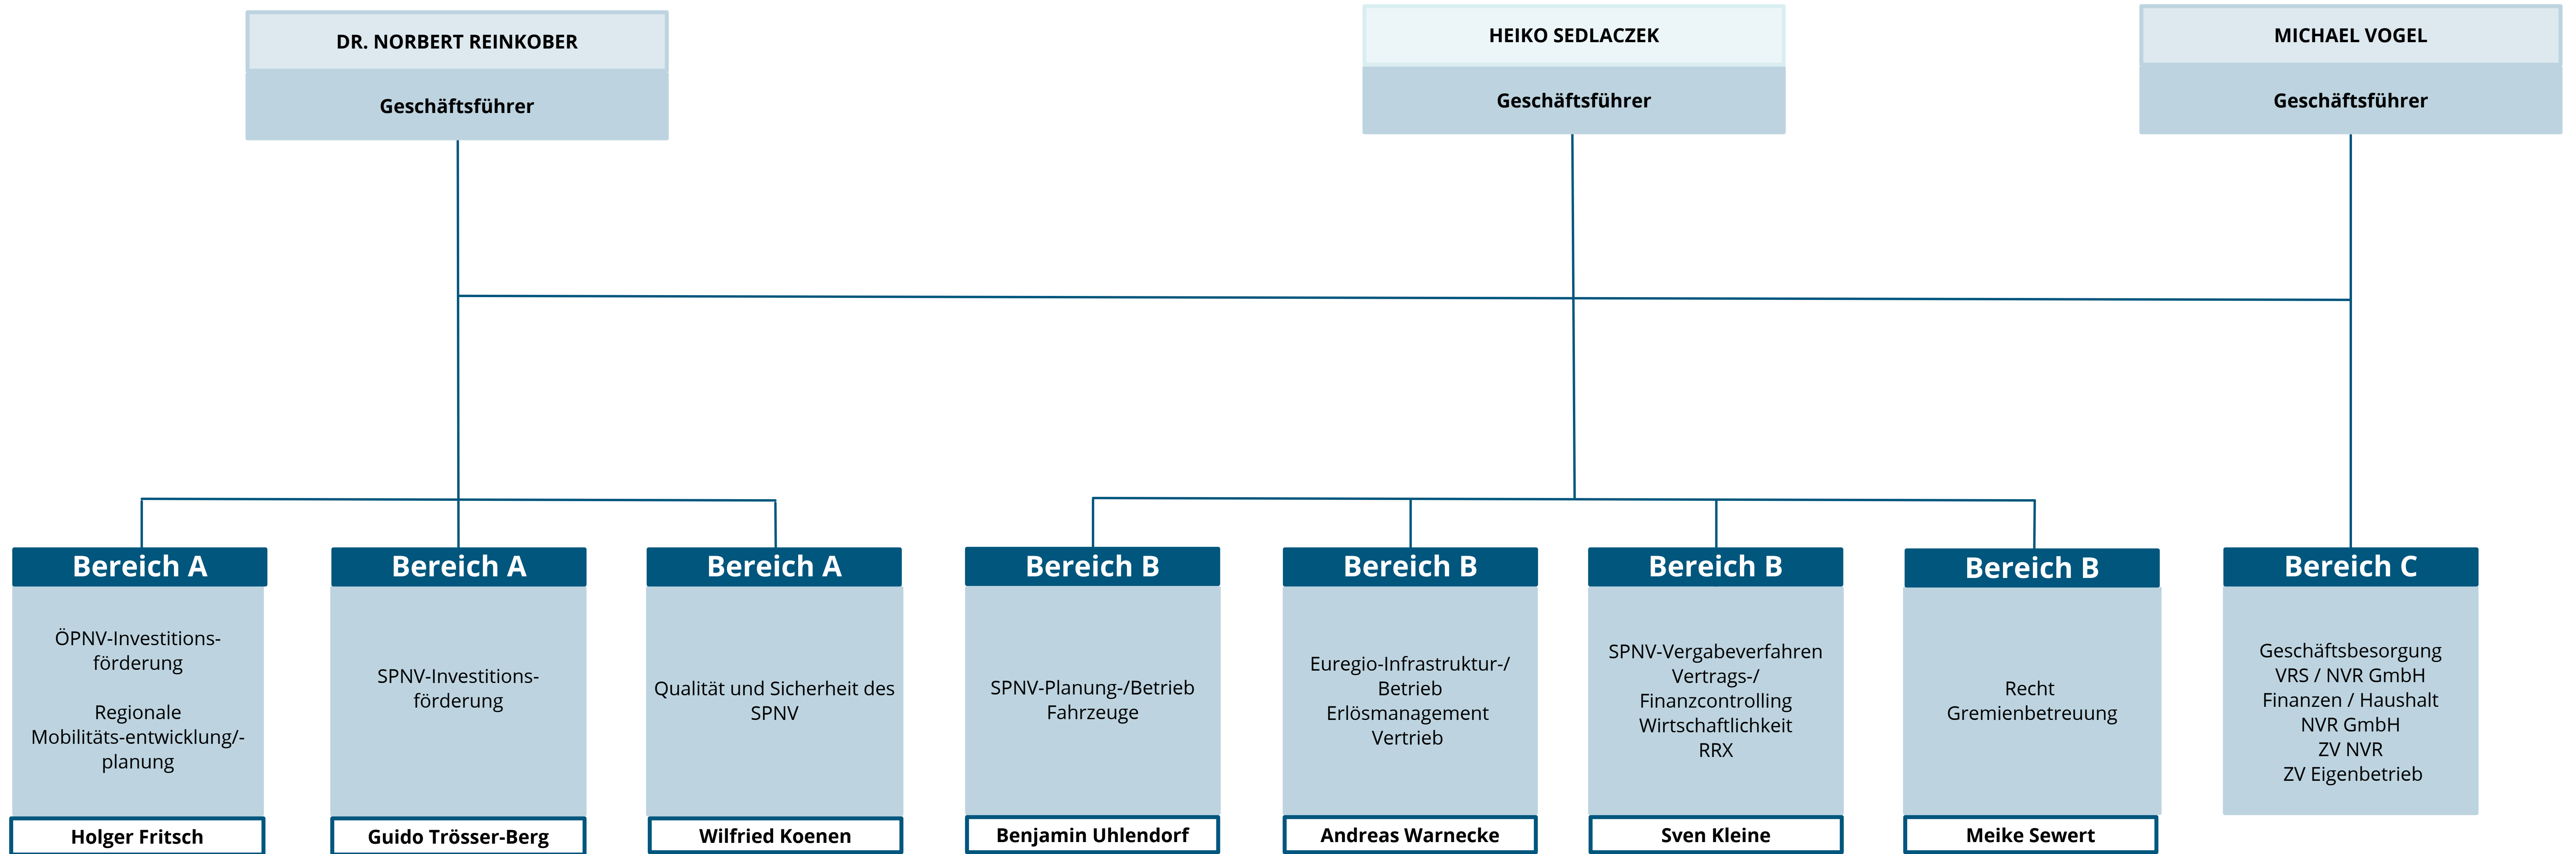 DR. NORBERT REINKOBER
Geschäftsführer
HEIKO SEDLACZEK
Geschäftsführer
MICHAEL VOGEL
Geschäftsführer
Bereich A
ÖPNV-Investitions-
förderung
Regionale
Mobilitäts-entwicklung/-
planung
Holger Fritsch
Bereich A
SPNV-Investitions-
förderung
Guido Trösser-Berg
Bereich A
Qualität und Sicherheit des
SPNV
Wilfried Koenen
Bereich B
SPNV-Planung-/Betrieb
Fahrzeuge
Benjamin Uhlendorf
Bereich B
Euregio-Infrastruktur-/
Betrieb
Erlösmanagement
Vertrieb
Andreas Warnecke
Bereich B
SPNV-Vergabeverfahren
Vertrags-/
Finanzcontrolling
Wirtschaftlichkeit
RRX
Sven Kleine
Bereich B
Recht
Gremienbetreuung
Meike Sewert
Bereich C
Geschäftsbesorgung
VRS / NVR GmbH
Finanzen / Haushalt
NVR GmbH
ZV NVR
ZV Eigenbetrieb